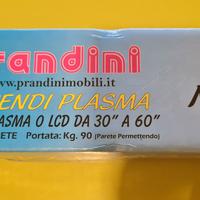 randini
www.prandinimobili.it
ENDI PLASMA
ASMA O LCD DA 30" A 60"
ETE Portata: Kg. 90 (Parete Permettendo)